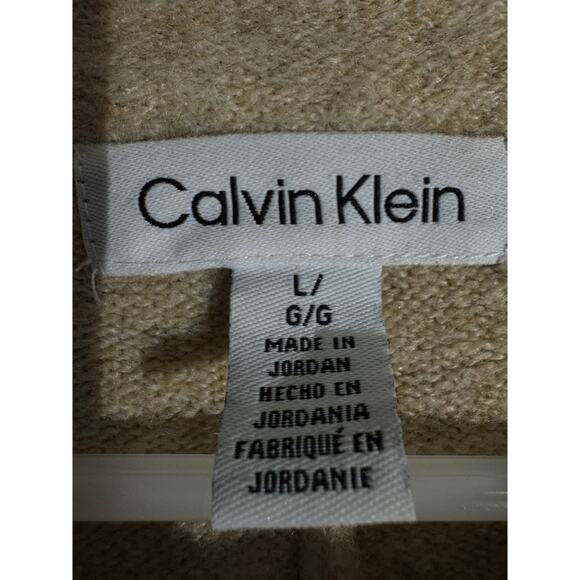 Calvin Klein
L/
G/G
MADE IN
JORDAN
HECHO EN
JORDANIA
FABRIQUÉ EN
JORDANIE